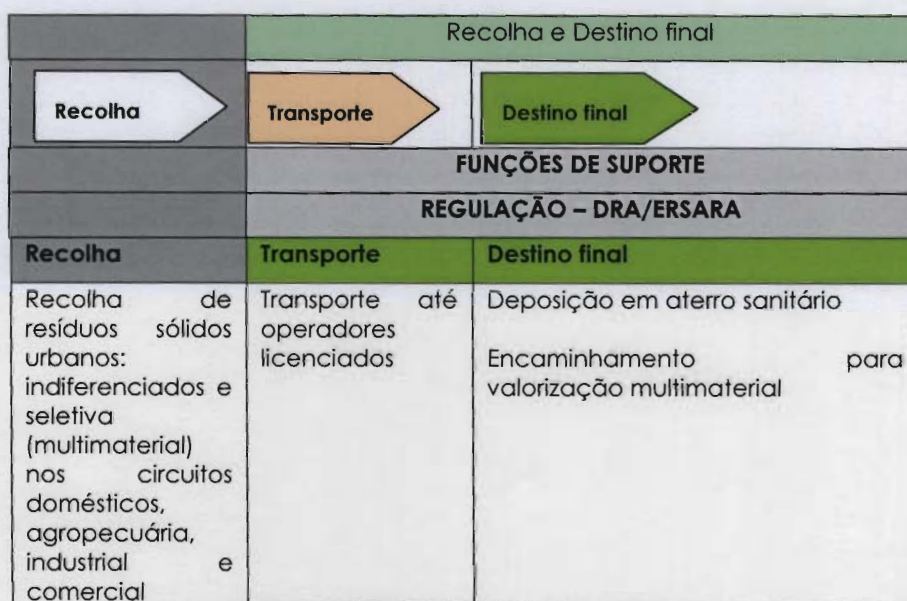 Recolha e Destino final
Recolha
Transporte
Destino final
FUNÇÕES DE SUPORTE
REGULAÇÃO – DRA/ERSARA
Recolha
Transporte
Destino final
Recolha de
resíduos sólidos
urbanos:
indiferenciados e
seletiva
(multimaterial)
nos circuitos
domésticos,
agropecuária,
industrial e
comercial
Transporte até
operadores
licenciados
Deposição em aterro sanitário
Encaminhamento para
valorização multimaterial